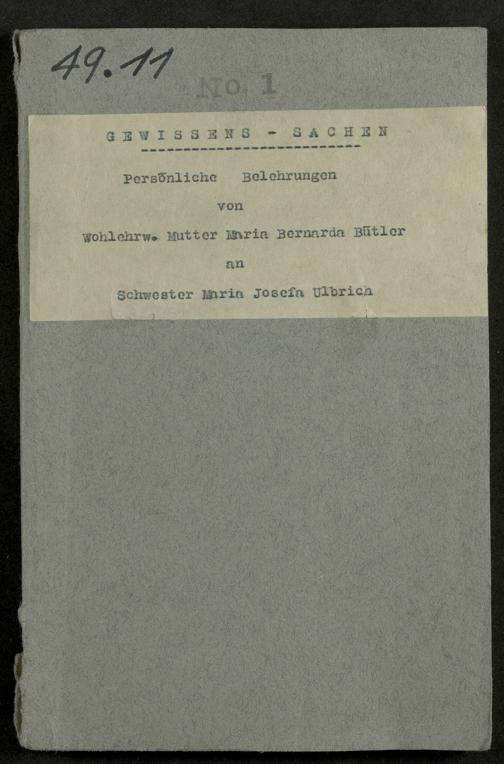 49.11
No 1
GEWISSENS - SACHEN
Persönliche Belehrungen
von
Wohlehrw. Mutter Maria Bernarda Bütler
an
Schwester Maria Josefa Ulbrich